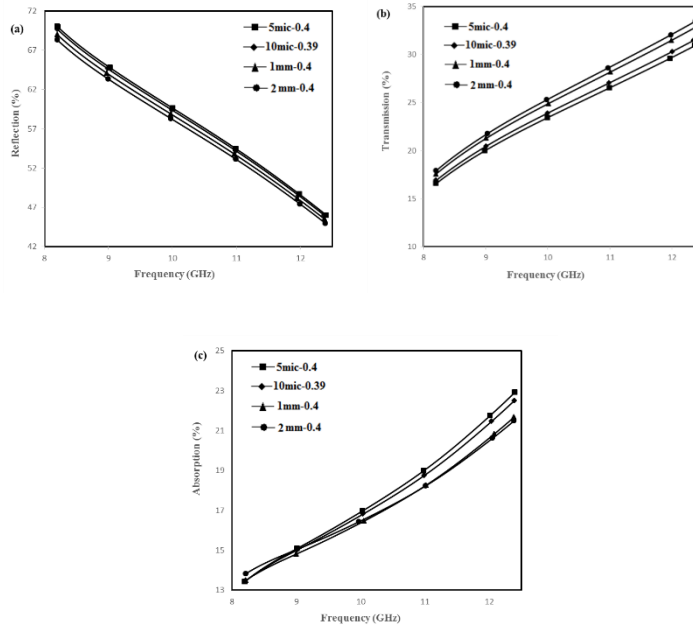 (a)
72
67
62
57
52
47
42
Reflection (%)
5mic-0.4
10mic-0.39
1mm-0.4
2 mm-0.4
8
9
10
11
12
Frequency (GHz)
(b)
35
30
25
20
15
10
Transmission (%)
5mic-0.4
10mic-0.39
1mm-0.4
2 mm-0.4
8
9
10
11
12
Frequency (GHz)
(c)
25
23
21
19
17
15
13
Absorption (%)
5mic-0.4
10mic-0.39
1mm-0.4
2 mm-0.4
8
9
10
11
12
Frequency (GHz)